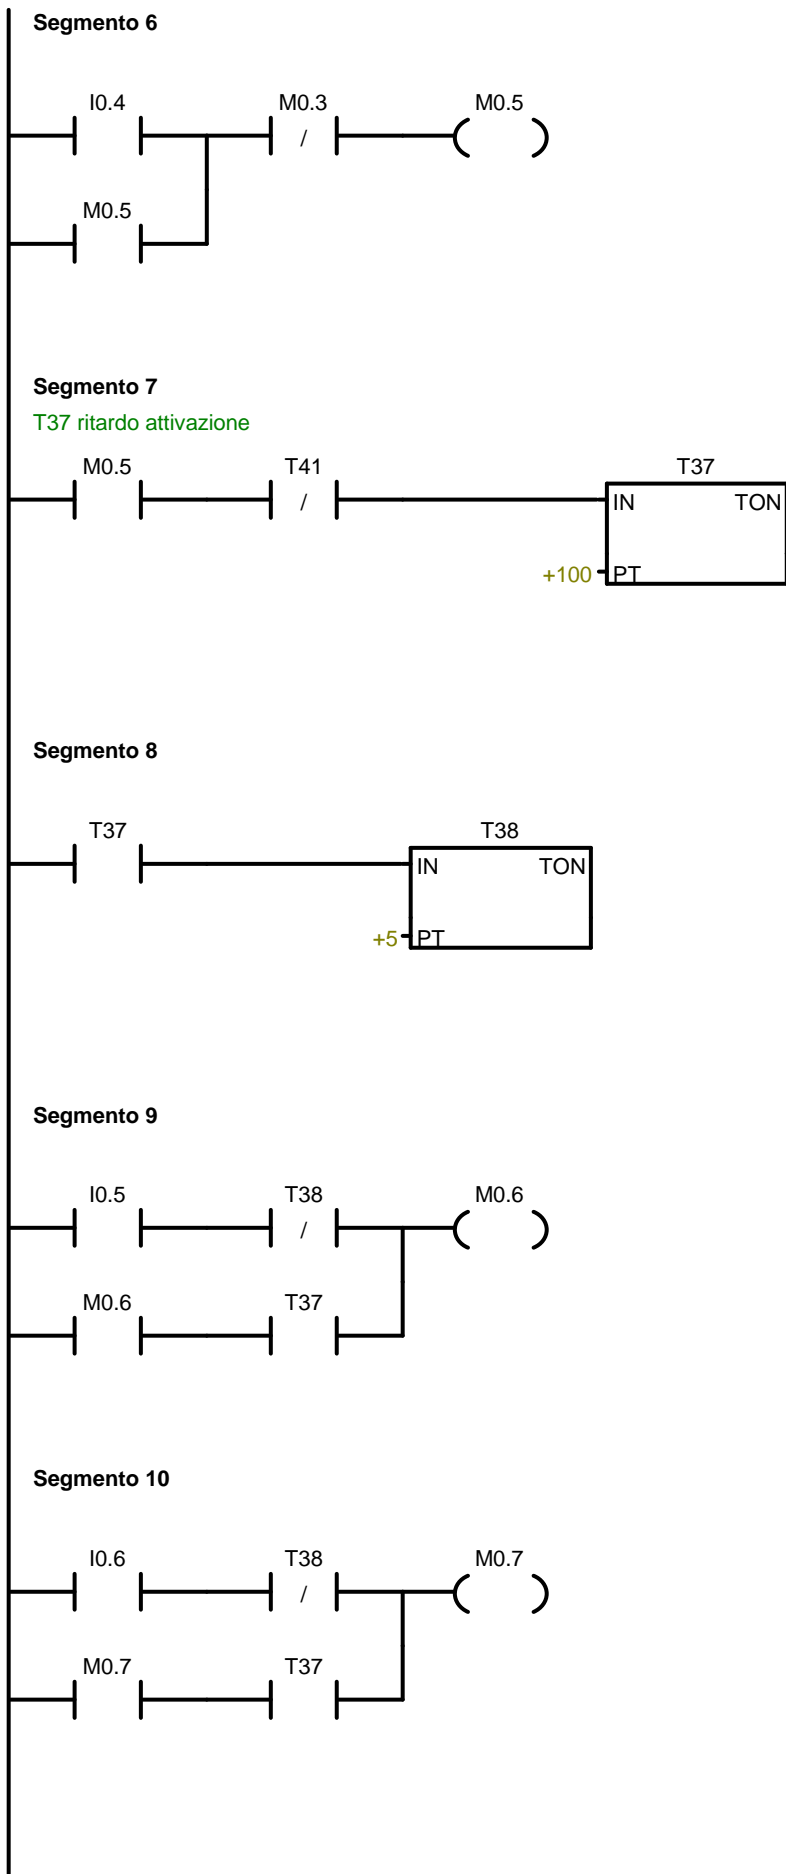 Segmento 6
I0.4 M0.3 M0.5
/
M0.5
Segmento 7
T37 ritardo attivazione
M0.5 T41 T37
/ IN TON
+100 PT
Segmento 8
T37 T38
IN TON
+5 PT
Segmento 9
I0.5 T38 M0.6
/
M0.6 T37
Segmento 10
I0.6 T38 M0.7
/
M0.7 T37